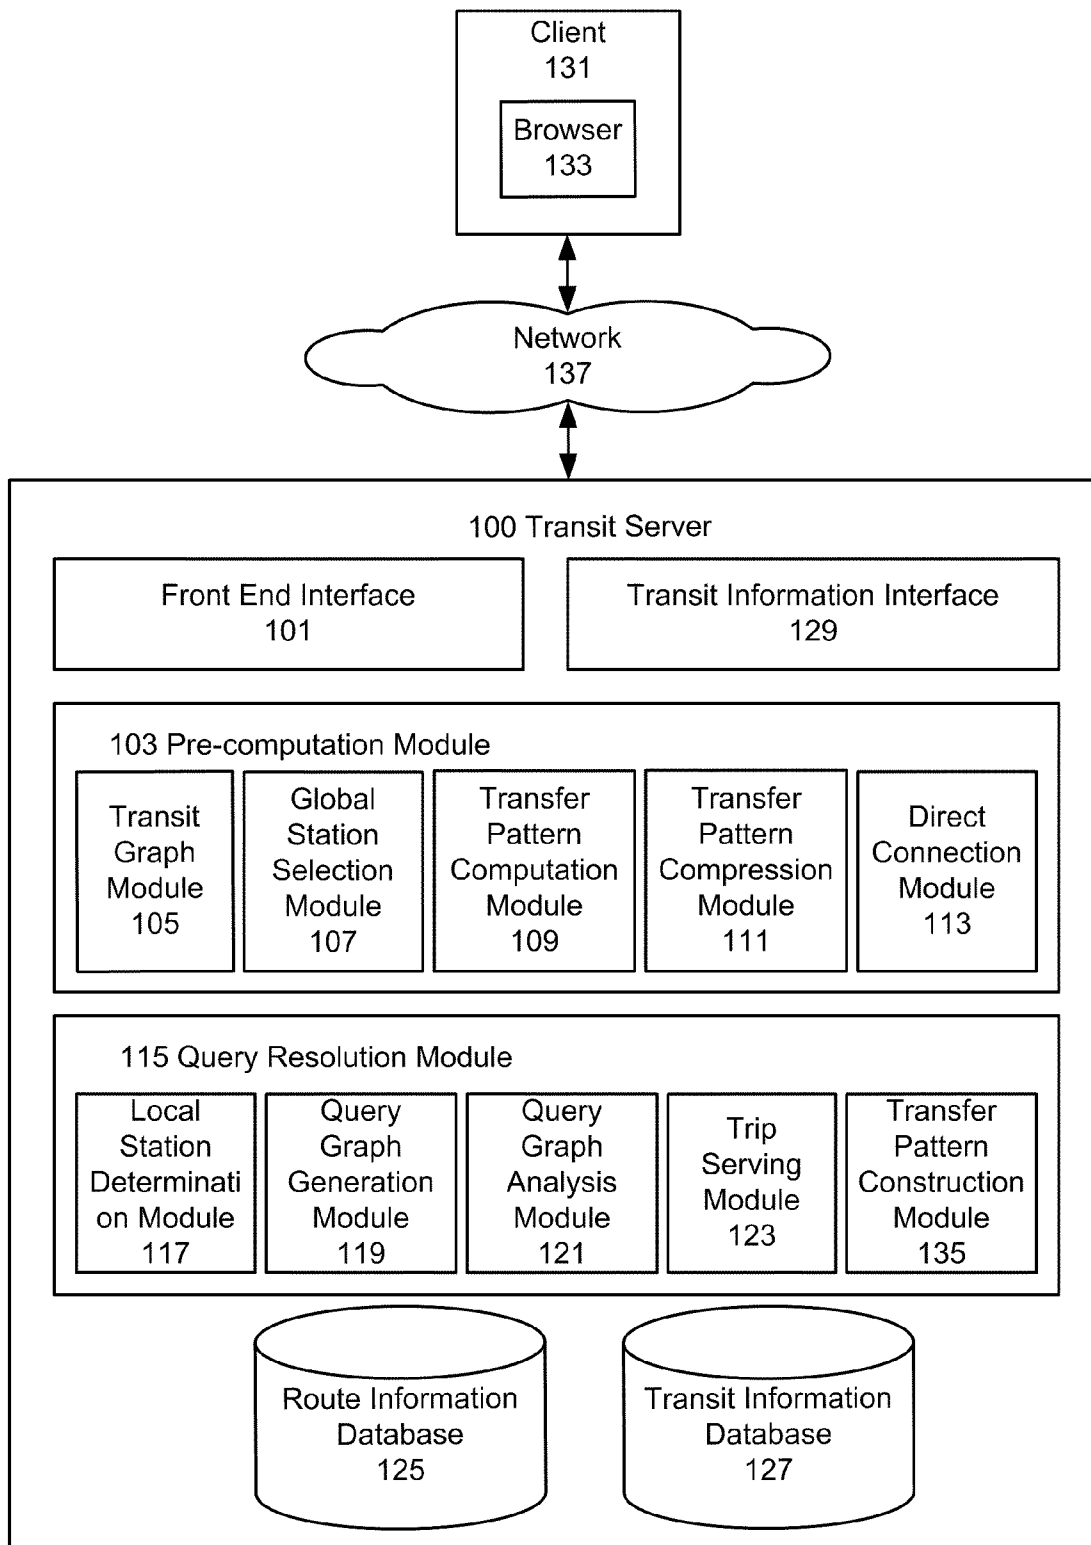 Client
131
Browser
133
Network
137
100 Transit Server
Front End Interface
101
Transit Information Interface
129
103 Pre-computation Module
Transit
Graph
Module
105
Global
Station
Selection
Module
107
Transfer
Pattern
Computation
Module
109
Transfer
Pattern
Compression
Module
111
Direct
Connection
Module
113
115 Query Resolution Module
Local
Station
Determinati
on Module
117
Query
Graph
Generation
Module
119
Query
Graph
Analysis
Module
121
Trip
Serving
Module
123
Transfer
Pattern
Construction
Module
135
Route Information
Database
125
Transit Information
Database
127